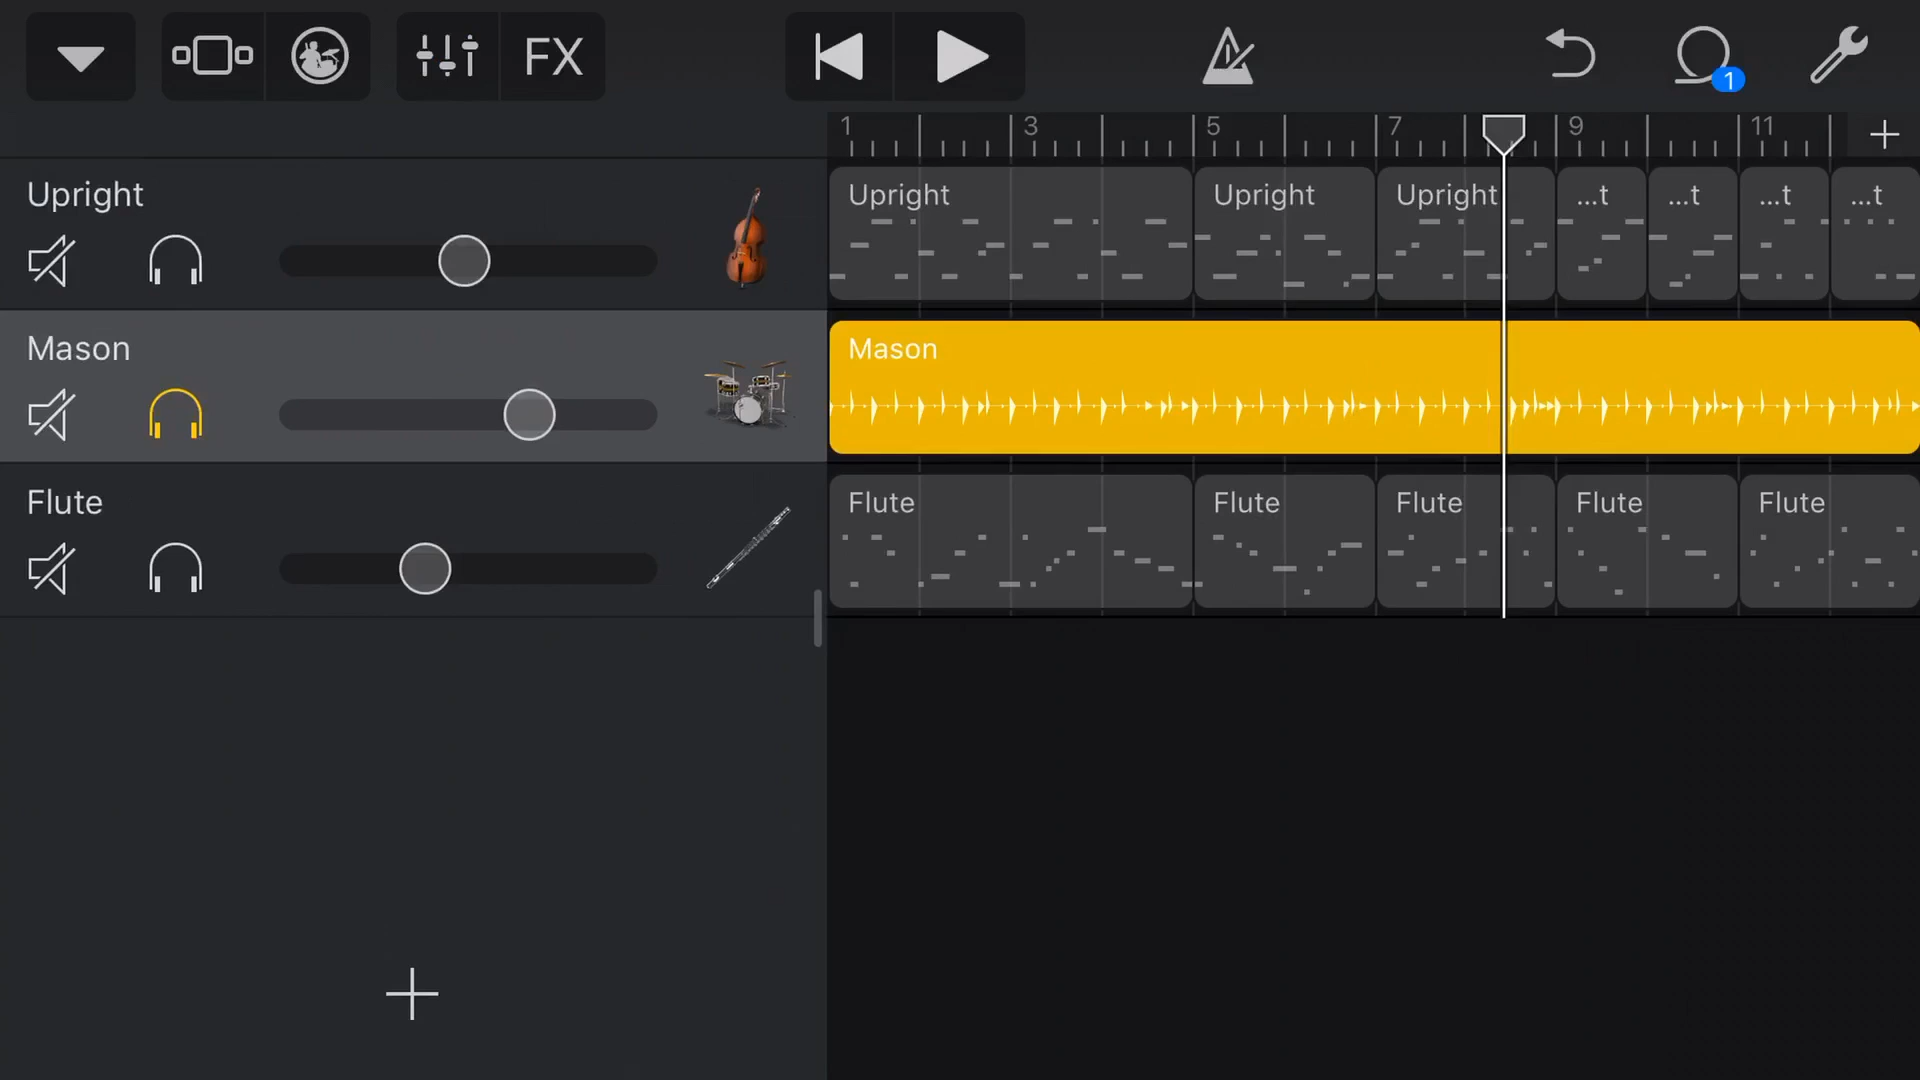 FX
1
1 3 5 7 9 11
Upright
Upright Upright Upright ...t ...t ...t ...t
Mason
Mason
Flute
Flute Flute Flute Flute Flute